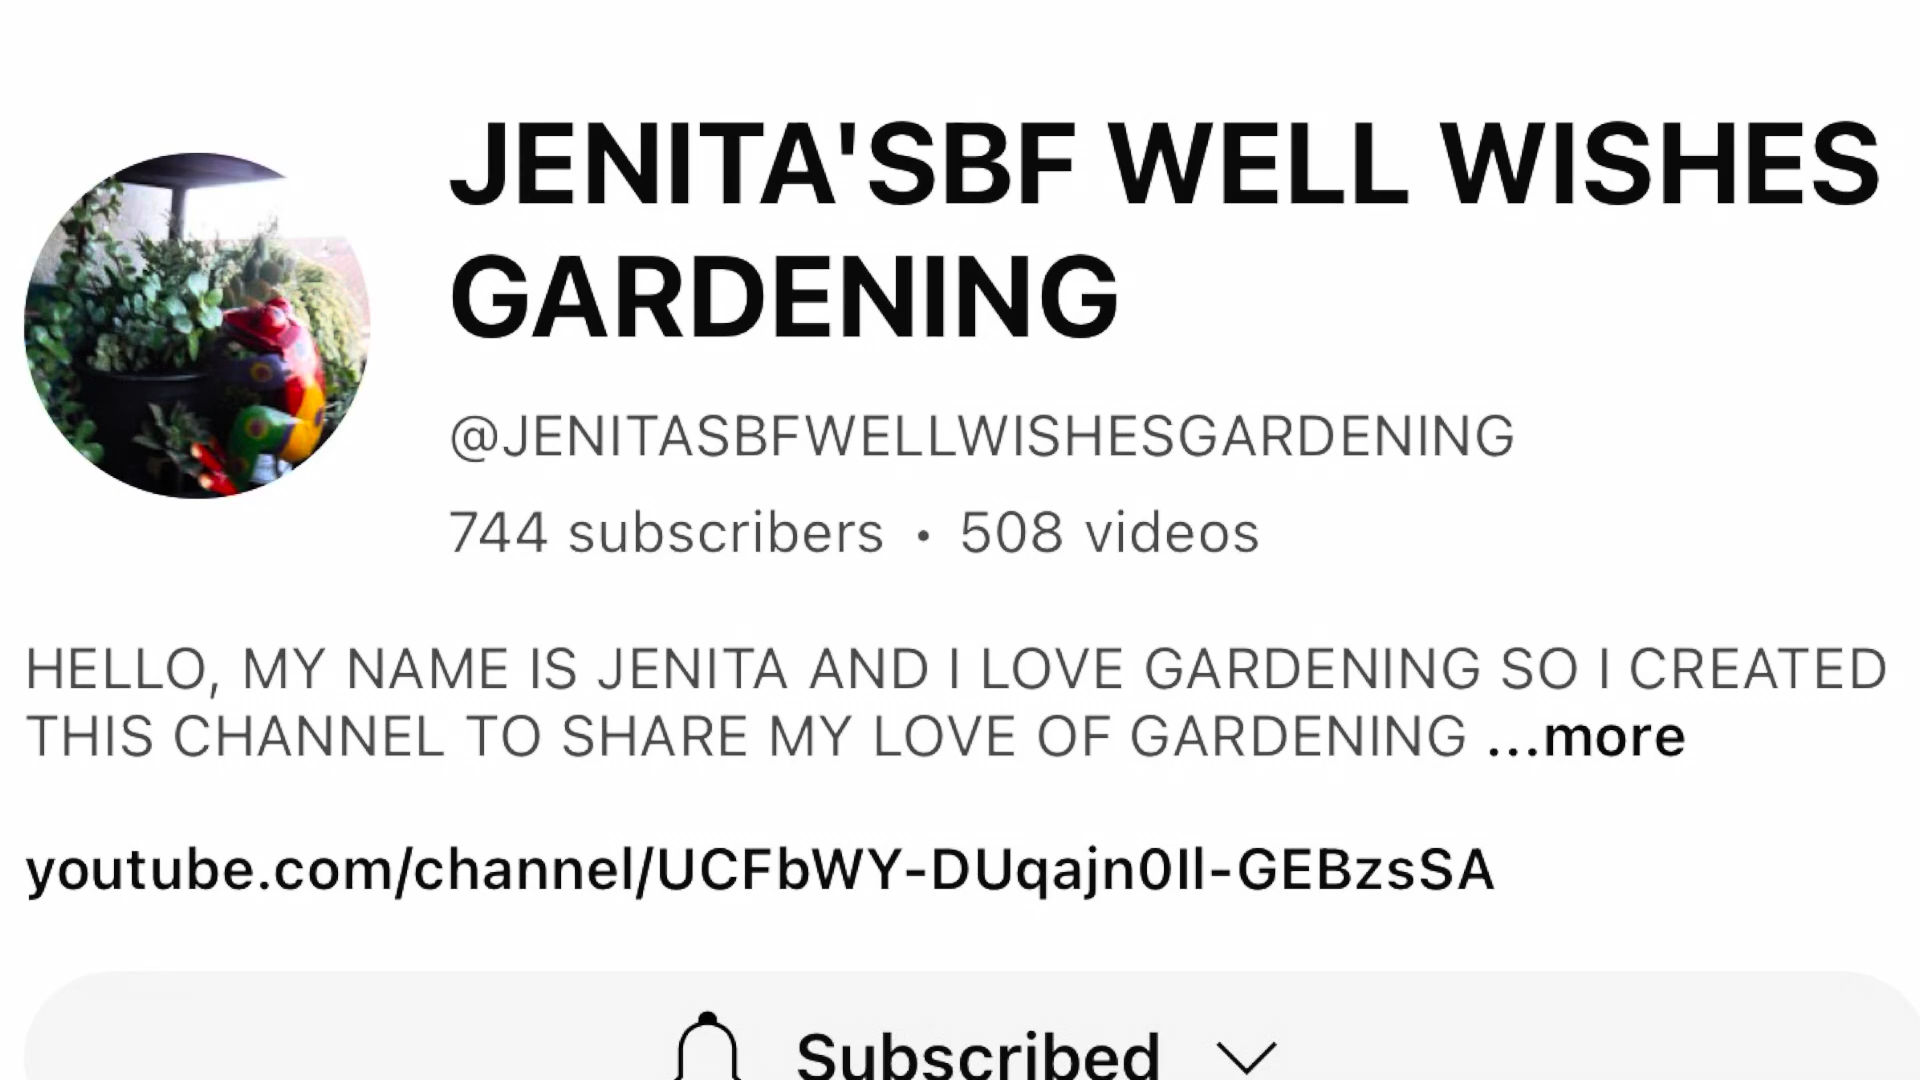 JENITA'SBF WELL WISHES
GARDENING
@JENITASBFWELLWISHESGARDENING
744 subscribers • 508 videos
HELLO, MY NAME IS JENITA AND I LOVE GARDENING SO I CREATED
THIS CHANNEL TO SHARE MY LOVE OF GARDENING ...more
youtube.com/channel/UCFbWY-DUqajn0Il-GEBzsSA
Subscribed